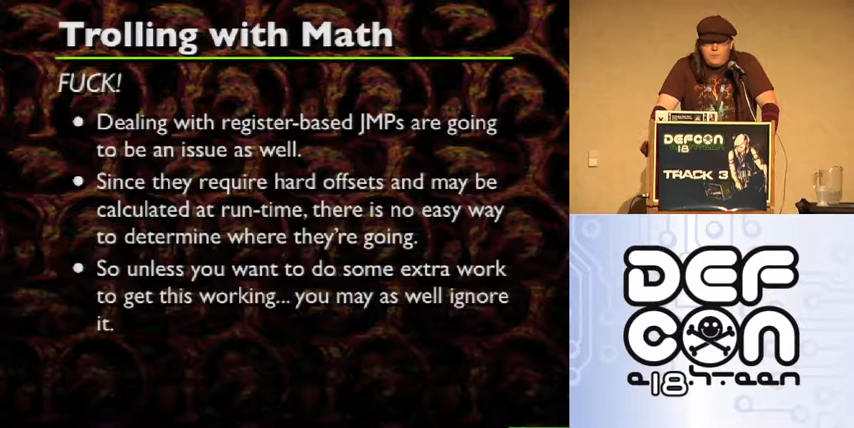 Trolling with Math
FUCK!
Dealing with register-based JMPs are going
to be an issue as well.
Since they require hard offsets and may be
calculated at run-time, there is no easy way
to determine where they're going.
So unless you want to do some extra work
to get this working... you may as well ignore
it.
DEFCON
18
TRACK 3
DEF
CON
e18h.teen